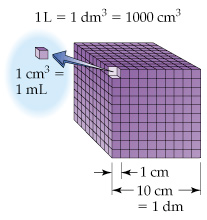 1 L = 1 dm³ = 1000 cm³
1 cm³ =
1 mL
1 cm
10 cm
= 1 dm